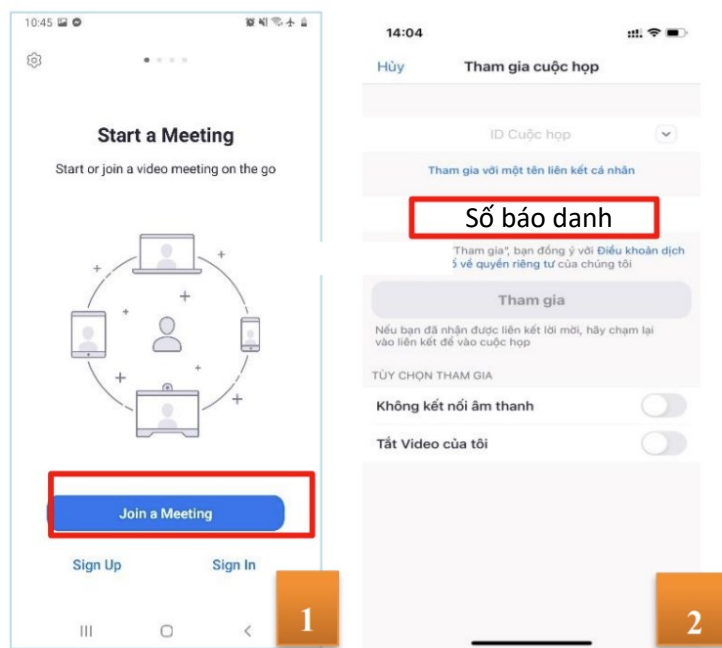 10:45
Start a Meeting
Start or join a video meeting on the go
Join a Meeting
Sign Up Sign In
1
14:04
Hủy Tham gia cuộc họp
ID Cuộc họp
Tham gia với một tên liên kết cá nhân
Số báo danh
"Tham gia", bạn đồng ý với Điều khoản dịch
về quyền riêng tư của chúng tôi
Tham gia
Nếu bạn đã nhận được liên kết lời mời, hãy chạm lại
vào liên kết để vào cuộc họp
TÙY CHỌN THAM GIA
Không kết nối âm thanh
Tắt Video của tôi
2